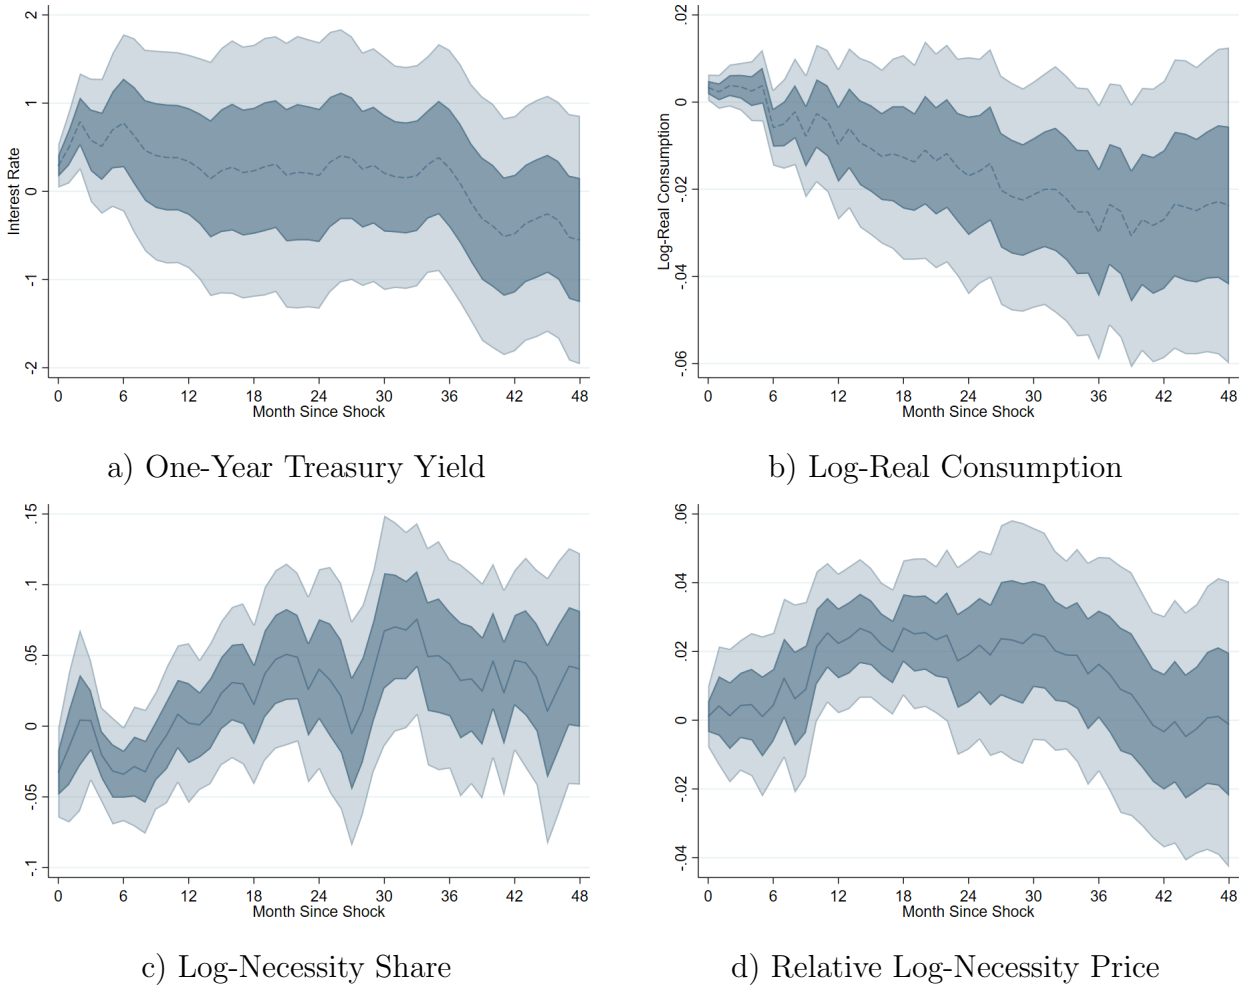 2
1
0
-1
-2
Interest Rate
0 6 12 18 24 30 36 42 48
Month Since Shock
a) One-Year Treasury Yield
.02
0
-.02
-.04
-.06
Log-Real Consumption
0 6 12 18 24 30 36 42 48
Month Since Shock
b) Log-Real Consumption
.15
.1
.05
0
-.05
-.1
0 6 12 18 24 30 36 42 48
Month Since Shock
c) Log-Necessity Share
.06
.04
.02
0
-.02
-.04
0 6 12 18 24 30 36 42 48
Month Since Shock
d) Relative Log-Necessity Price